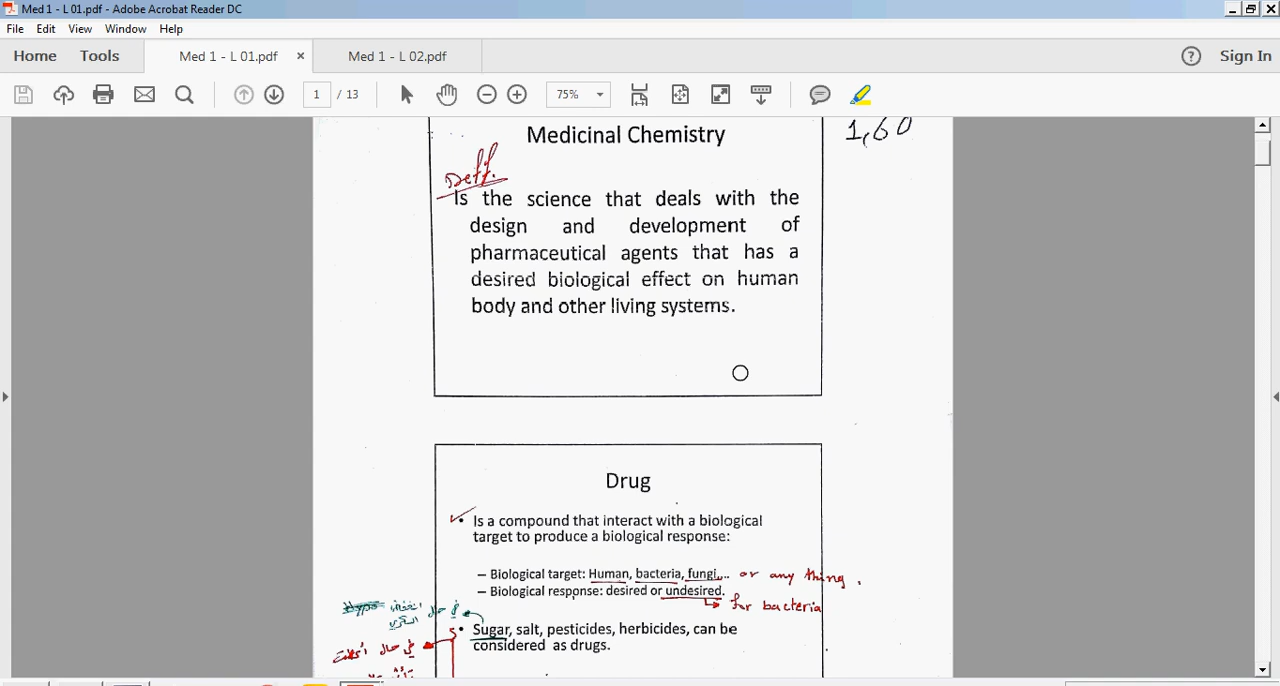 Med 1 - L 01.pdf - Adobe Acrobat Reader DC
File Edit View Window Help
Home Tools Med 1 - L 01.pdf × Med 1 - L 02.pdf ? Sign In
1 / 13 75%
1,60
Medicinal Chemistry
Deff.
Is the science that deals with the
design and development of
pharmaceutical agents that has a
desired biological effect on human
body and other living systems.
Drug
• Is a compound that interact with a biological
target to produce a biological response:
– Biological target: Human, bacteria, fungi,.. or any thing.
– Biological response: desired or undesired.
for bacteria
• Sugar, salt, pesticides, herbicides, can be
considered as drugs.
في حال